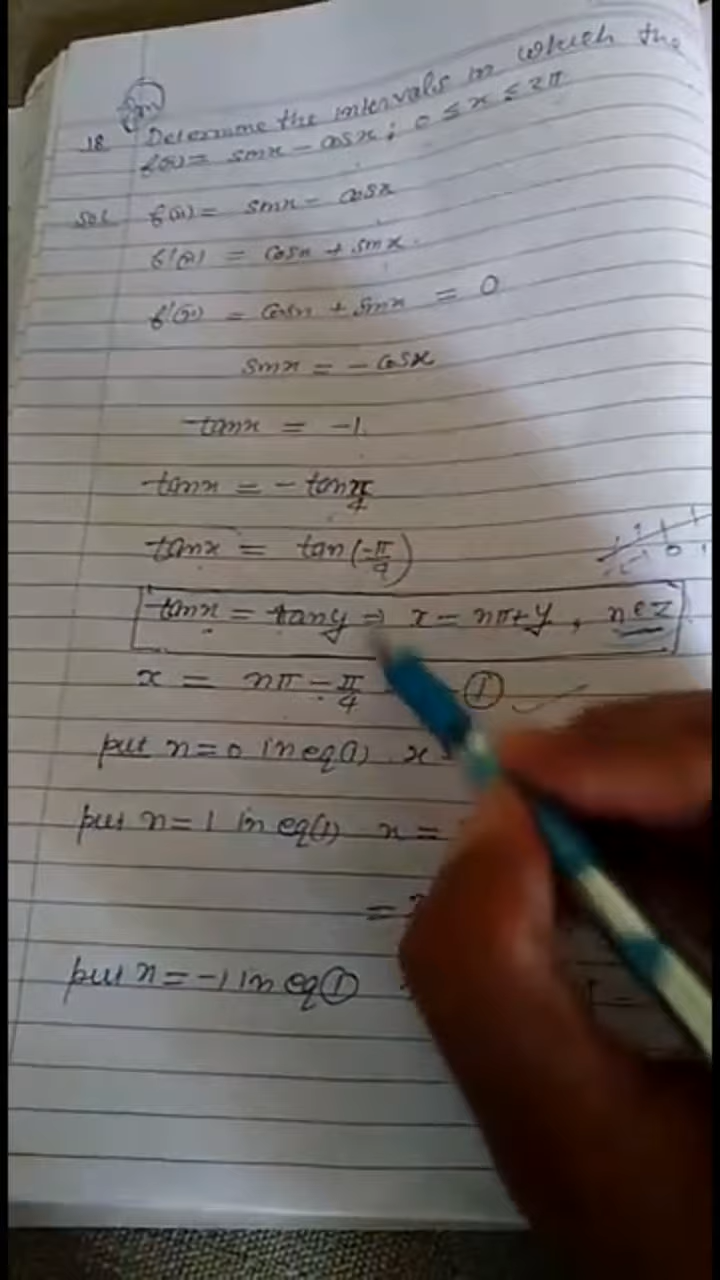 18 Determine the intervals in which the
f(x) = sinx - cosx ; 0 ≤ x ≤ 2π
Sol f(x) = sinx - cosx
f'(x) = cosx + sinx.
f'(x) = cosx + sinx = 0
sinx = - cosx
tanx = -1.
tanx = - tan π/4
tanx = tan(-π/4)
tanx = tany ⇒ x = nπ+y, n∈Z
x = nπ - π/4 ①
put n=0 in eq(1) x
put n=1 in eq(1) x =
=
put n=-1 in eq①